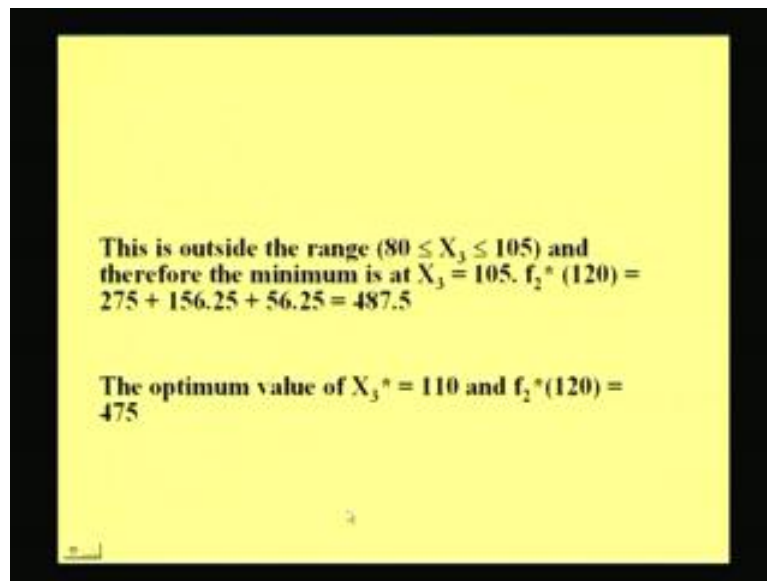 This is outside the range (80 ≤ X₃ ≤ 105) and
therefore the minimum is at X₃ = 105. f₂* (120) =
275 + 156.25 + 56.25 = 487.5
The optimum value of X₃* = 110 and f₂*(120) =
475